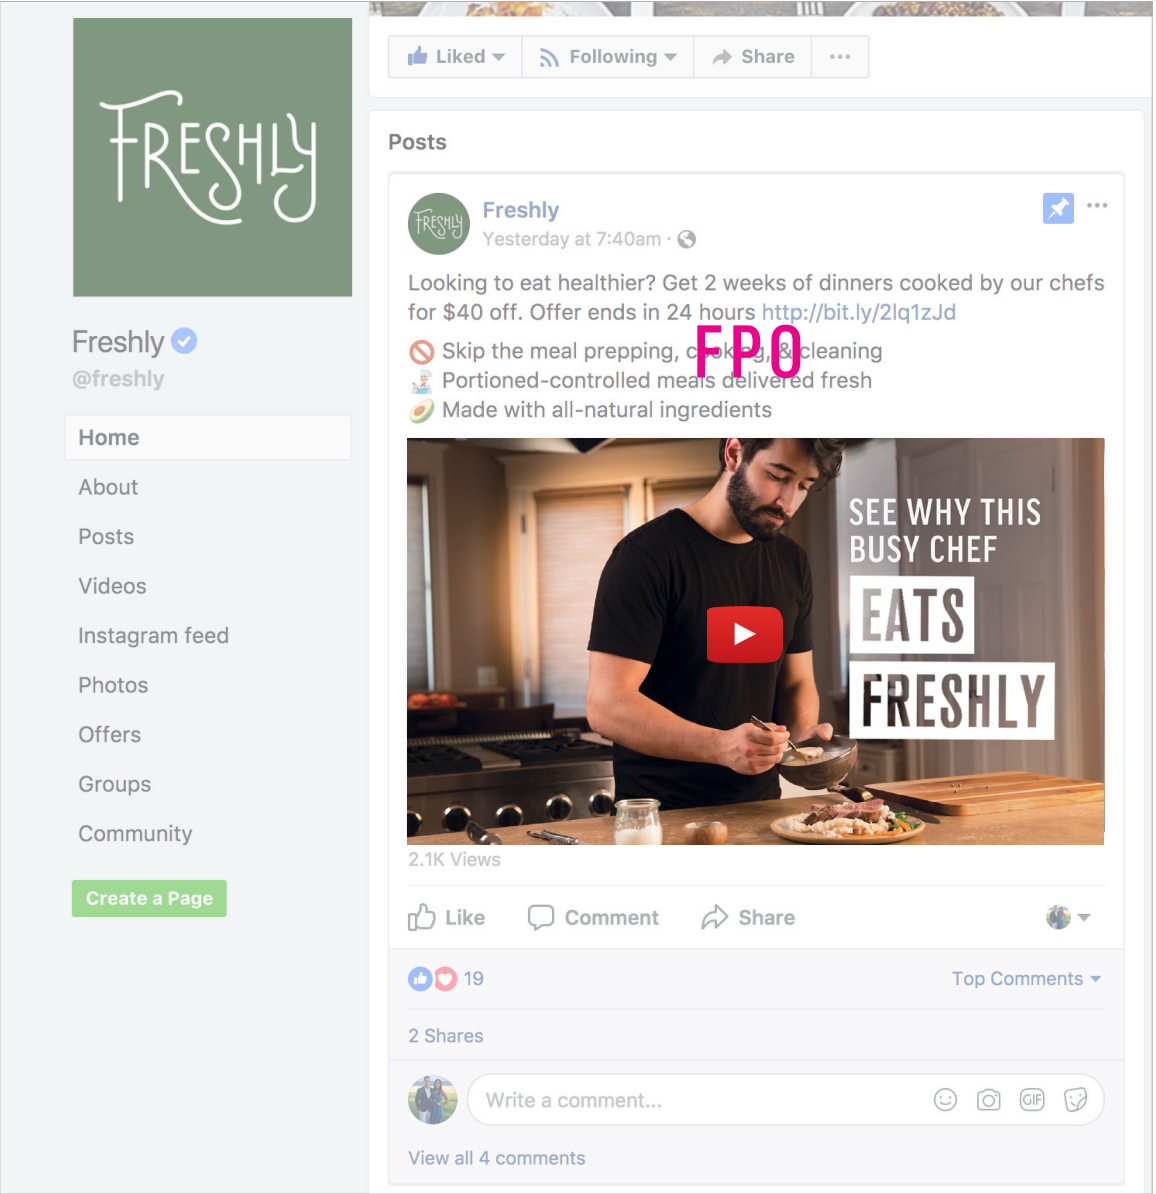 FRESHLY
Freshly
@freshly
Home
About
Posts
Videos
Instagram feed
Photos
Offers
Groups
Community
Create a Page
Liked
Following
Share
Posts
FRESHLY
Freshly
Yesterday at 7:40am
Looking to eat healthier? Get 2 weeks of dinners cooked by our chefs
for $40 off. Offer ends in 24 hours http://bit.ly/2lq1zJd
FPO
Skip the meal prepping, cooking, & cleaning
Portioned-controlled meals delivered fresh
Made with all-natural ingredients
SEE WHY THIS
BUSY CHEF
EATS
FRESHLY
2.1K Views
Like Comment Share
19 Top Comments
2 Shares
Write a comment... GIF
View all 4 comments